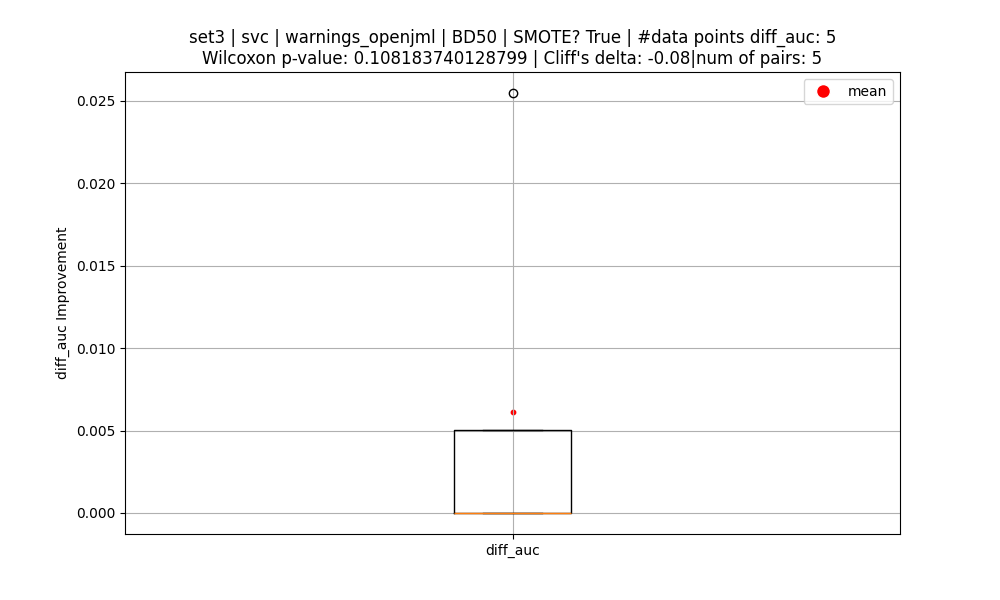 set3 | svc | warnings_openjml | BD50 | SMOTE? True | #data points diff_auc: 5
Wilcoxon p-value: 0.108183740128799 | Cliff's delta: -0.08|num of pairs: 5
mean
0.025
0.020
0.015
0.010
0.005
0.000
diff_auc Improvement
diff_auc